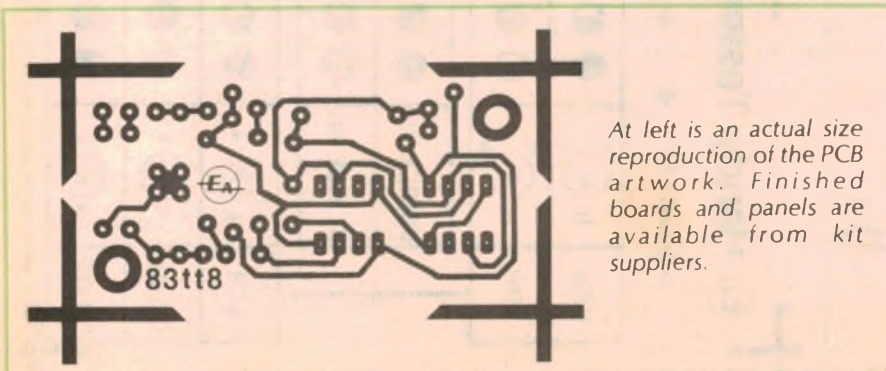 EA
83tt8
At left is an actual size
reproduction of the PCB
artwork. Finished
boards and panels are
available from kit
suppliers.